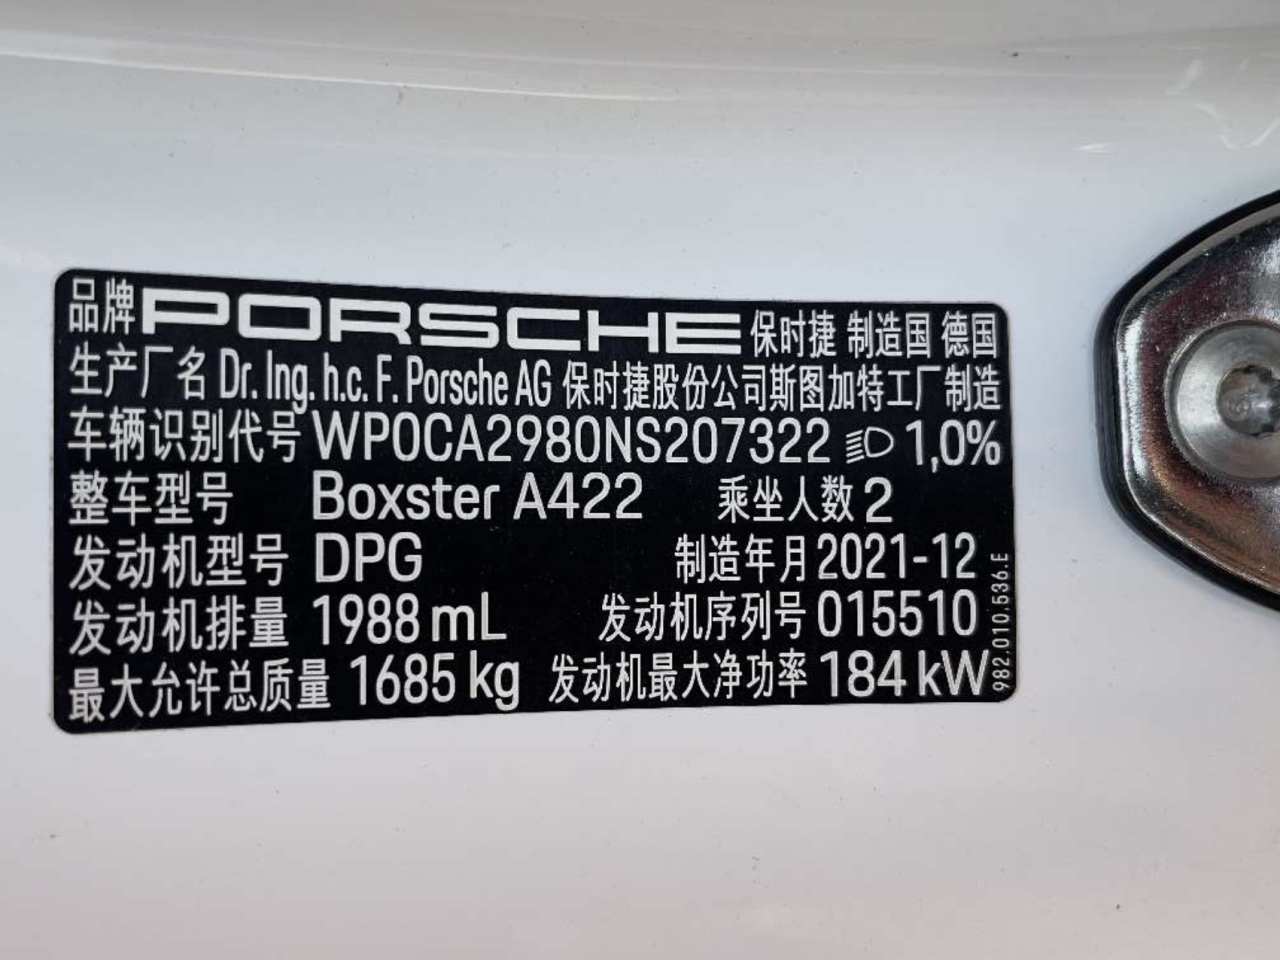 品牌 PORSCHE 保时捷 制造国 德国
生产厂名 Dr. Ing. h.c. F. Porsche AG 保时捷股份公司斯图加特工厂制造
车辆识别代号 WP0CA2980NS207322 1,0%
整车型号 Boxster A422 乘坐人数 2
发动机型号 DPG 制造年月 2021-12
发动机排量 1988 mL 发动机序列号 015510
最大允许总质量 1685 kg 发动机最大净功率 184 kW
982.010.536.E